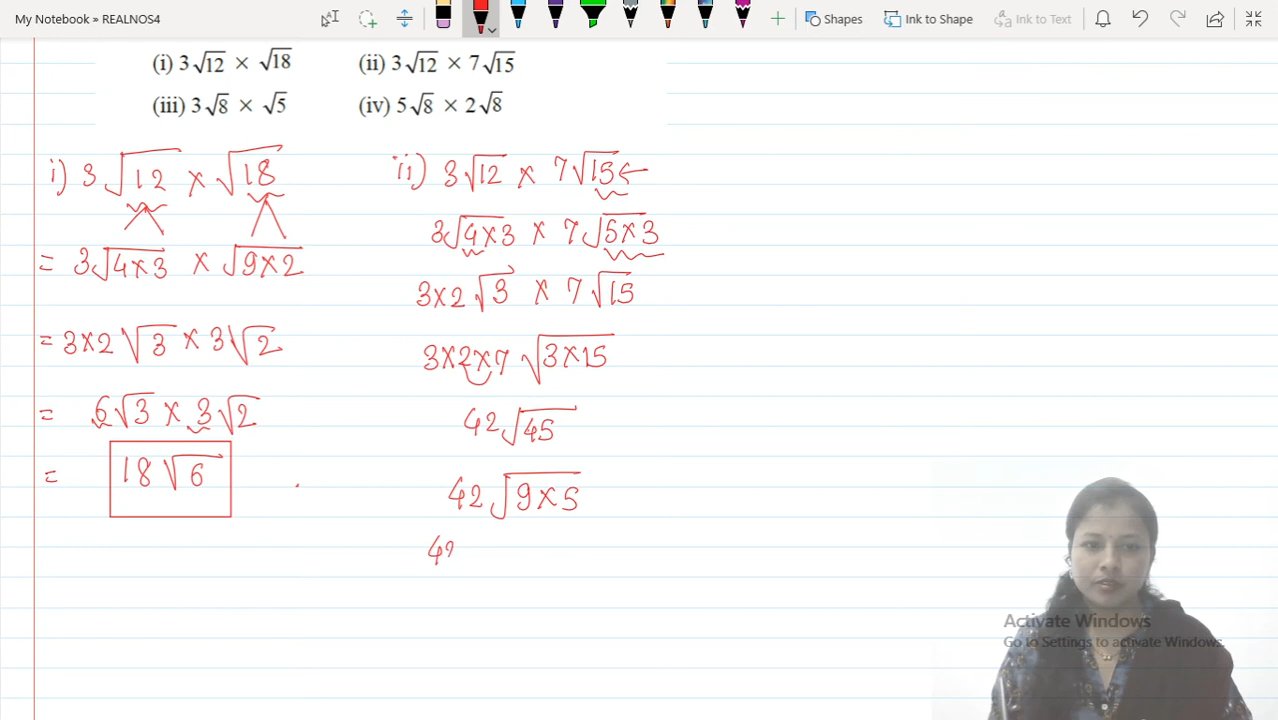 My Notebook » REALNOS4
Shapes
Ink to Shape
Ink to Text
(i) 3√12 × √18
(ii) 3√12 × 7√15
(iii) 3√8 × √5
(iv) 5√8 × 2√8
i) 3√12 × √18
= 3√4×3 × √9×2
= 3×2√3 × 3√2
= 6√3 × 3√2
= 18√6
ii) 3√12 × 7√15
3√4×3 × 7√5×3
3×2√3 × 7√15
3×2×7 √3×15
42√45
42√9×5
42
Activate Windows
Go to Settings to activate Windows.